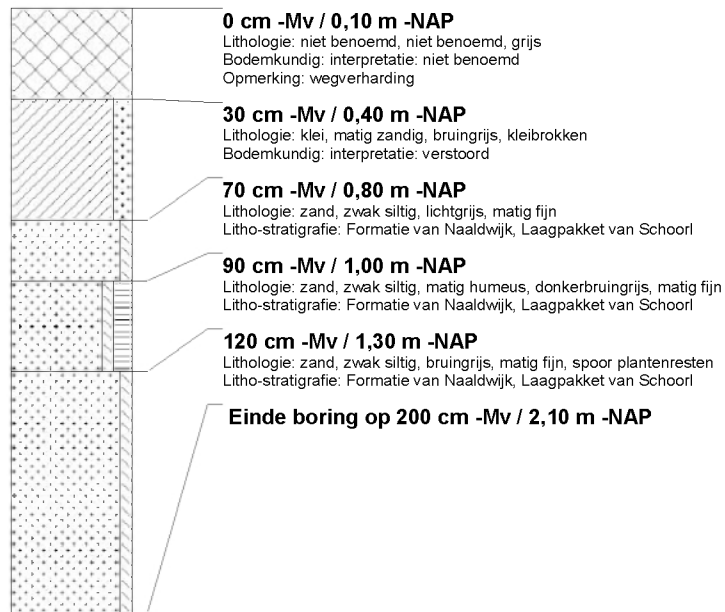 0 cm -Mv / 0,10 m -NAP
Lithologie: niet benoemd, niet benoemd, grijs
Bodemkundig: interpretatie: niet benoemd
Opmerking: wegverharding
30 cm -Mv / 0,40 m -NAP
Lithologie: klei, matig zandig, bruingrijs, kleibrokken
Bodemkundig: interpretatie: verstoord
70 cm -Mv / 0,80 m -NAP
Lithologie: zand, zwak siltig, lichtgrijs, matig fijn
Litho-stratigrafie: Formatie van Naaldwijk, Laagpakket van Schoorl
90 cm -Mv / 1,00 m -NAP
Lithologie: zand, zwak siltig, matig humeus, donkerbruingrijs, matig fijn
Litho-stratigrafie: Formatie van Naaldwijk, Laagpakket van Schoorl
120 cm -Mv / 1,30 m -NAP
Lithologie: zand, zwak siltig, bruingrijs, matig fijn, spoor plantenresten
Litho-stratigrafie: Formatie van Naaldwijk, Laagpakket van Schoorl
Einde boring op 200 cm -Mv / 2,10 m -NAP